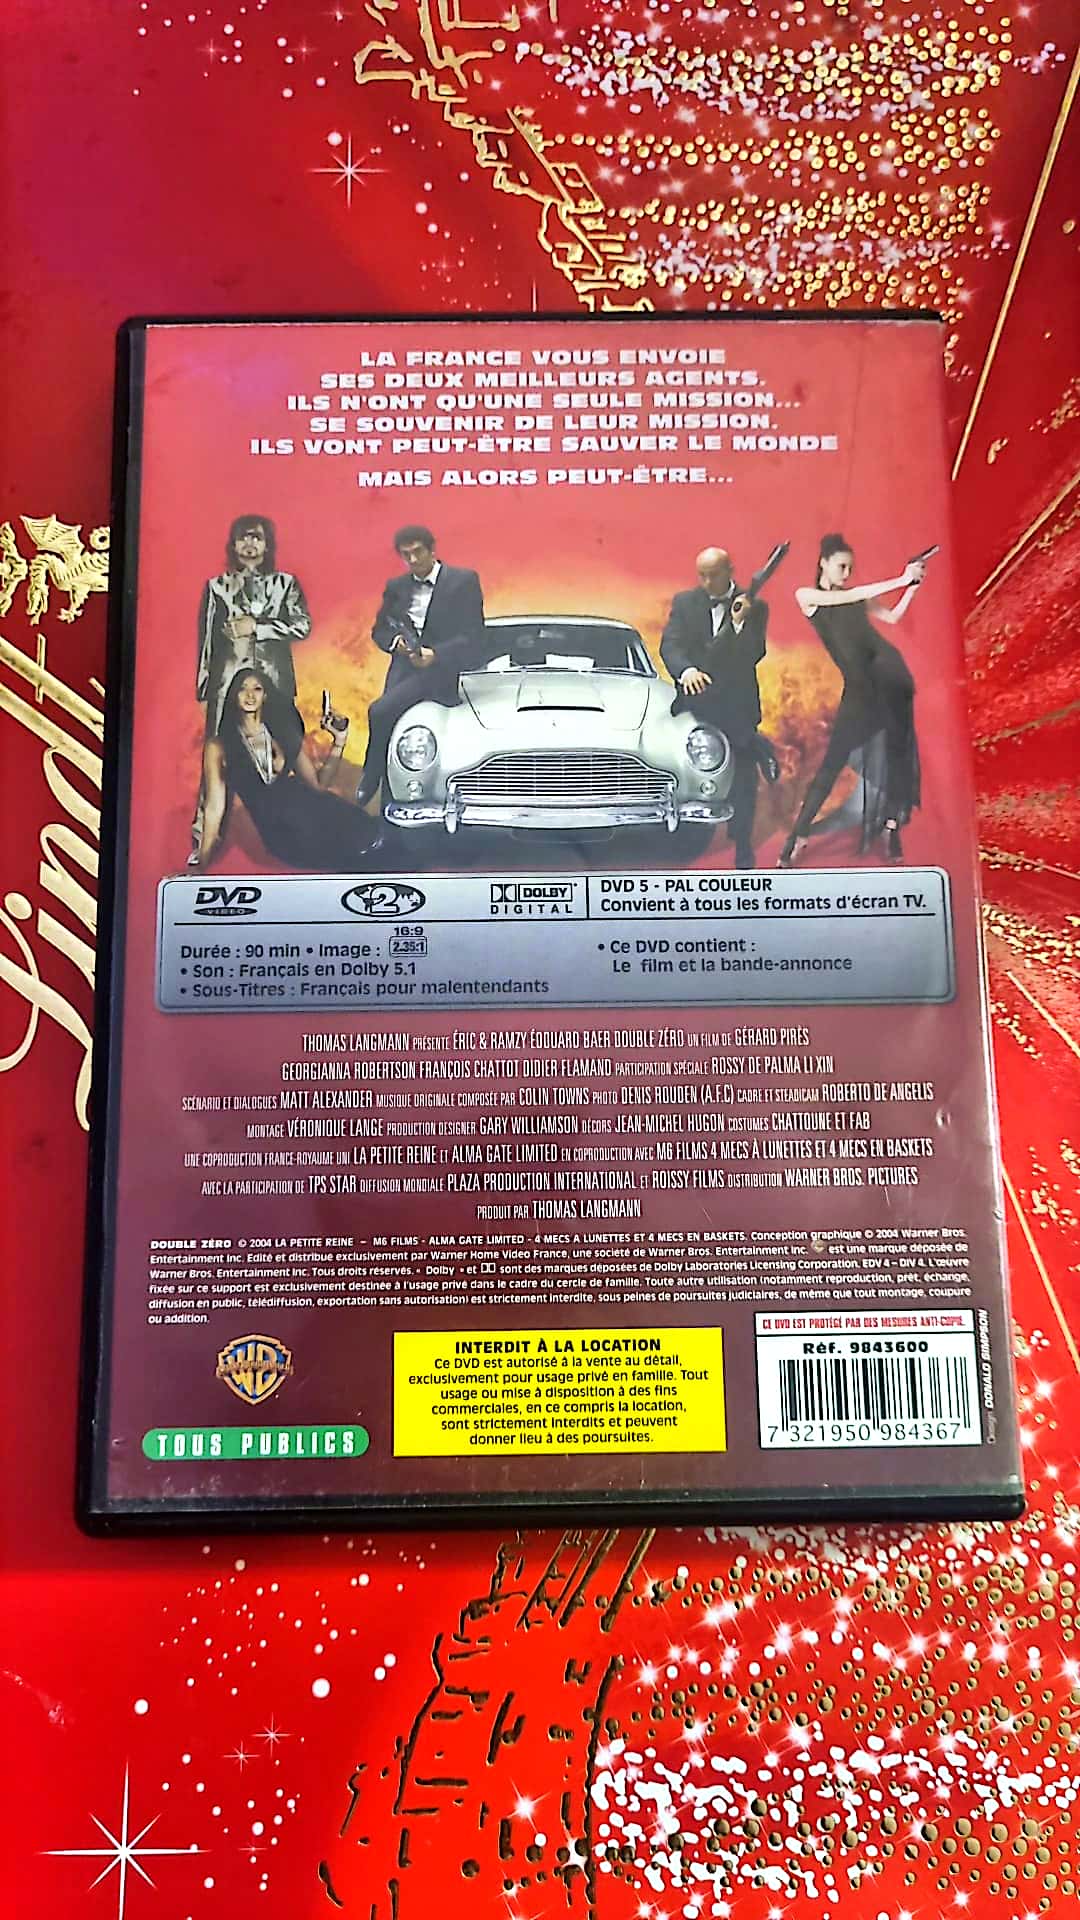 LA FRANCE VOUS ENVOIE
SES DEUX MEILLEURS AGENTS.
ILS N'ONT QU'UNE SEULE MISSION...
SE SOUVENIR DE LEUR MISSION.
ILS VONT PEUT-ÊTRE SAUVER LE MONDE
MAIS ALORS PEUT-ÊTRE...
Lindt
DVD VIDEO
2
DOLBY DIGITAL
DVD 5 - PAL COULEUR
Convient à tous les formats d'écran TV.
Durée : 90 min • Image : 16:9 2.35:1
• Son : Français en Dolby 5.1
• Sous-Titres : Français pour malentendants
• Ce DVD contient :
Le film et la bande-annonce
THOMAS LANGMANN PRÉSENTE ÉRIC & RAMZY ÉDOUARD BAER DOUBLE ZÉRO UN FILM DE GÉRARD PIRÈS
GEORGIANNA ROBERTSON FRANÇOIS CHATTOT DIDIER FLAMAND PARTICIPATION SPÉCIALE ROSSY DE PALMA LI XIN
SCÉNARIO ET DIALOGUES MATT ALEXANDER MUSIQUE ORIGINALE COMPOSÉE PAR COLIN TOWNS PHOTO DENIS ROUDEN (A.F.C) CADRE ET STEADICAM ROBERTO DE ANGELIS
MONTAGE VÉRONIQUE LANGE PRODUCTION DESIGNER GARY WILLIAMSON DÉCORS JEAN-MICHEL HUGON COSTUMES CHATTOUNE ET FAB
UNE COPRODUCTION FRANCE-ROYAUME UNI LA PETITE REINE ET ALMA GATE LIMITED EN COPRODUCTION AVEC M6 FILMS 4 MECS À LUNETTES ET 4 MECS EN BASKETS
AVEC LA PARTICIPATION DE TPS STAR DIFFUSION MONDIALE PLAZA PRODUCTION INTERNATIONAL ET ROISSY FILMS DISTRIBUTION WARNER BROS. PICTURES
PRODUIT PAR THOMAS LANGMANN
DOUBLE ZÉRO © 2004 LA PETITE REINE – M6 FILMS - ALMA GATE LIMITED - 4 MECS A LUNETTES ET 4 MECS EN BASKETS. Conception graphique © 2004 Warner Bros.
Entertainment Inc. Edité et distribué exclusivement par Warner Home Video France, une société de Warner Bros. Entertainment Inc. est une marque déposée de
Warner Bros. Entertainment Inc. Tous droits réservés. « Dolby » et sont des marques déposées de Dolby Laboratories Licensing Corporation. EDV 4 – DIV 4. L'œuvre
fixée sur ce support est exclusivement destinée à l'usage privé dans le cadre du cercle de famille. Toute autre utilisation (notamment reproduction, prêt, échange,
diffusion en public, télédiffusion, exportation sans autorisation) est strictement interdite, sous peines de poursuites judiciaires, de même que tout montage, coupure
ou addition.
WB
TOUS PUBLICS
INTERDIT À LA LOCATION
Ce DVD est autorisé à la vente au détail,
exclusivement pour usage privé en famille. Tout
usage ou mise à disposition à des fins
commerciales, en ce compris la location,
sont strictement interdits et peuvent
donner lieu à des poursuites.
CE DVD EST PROTÉGÉ PAR DES MESURES ANTI-COPIE.
Réf. 9843600
7 321950 984367
Design DONALD SIMPSON